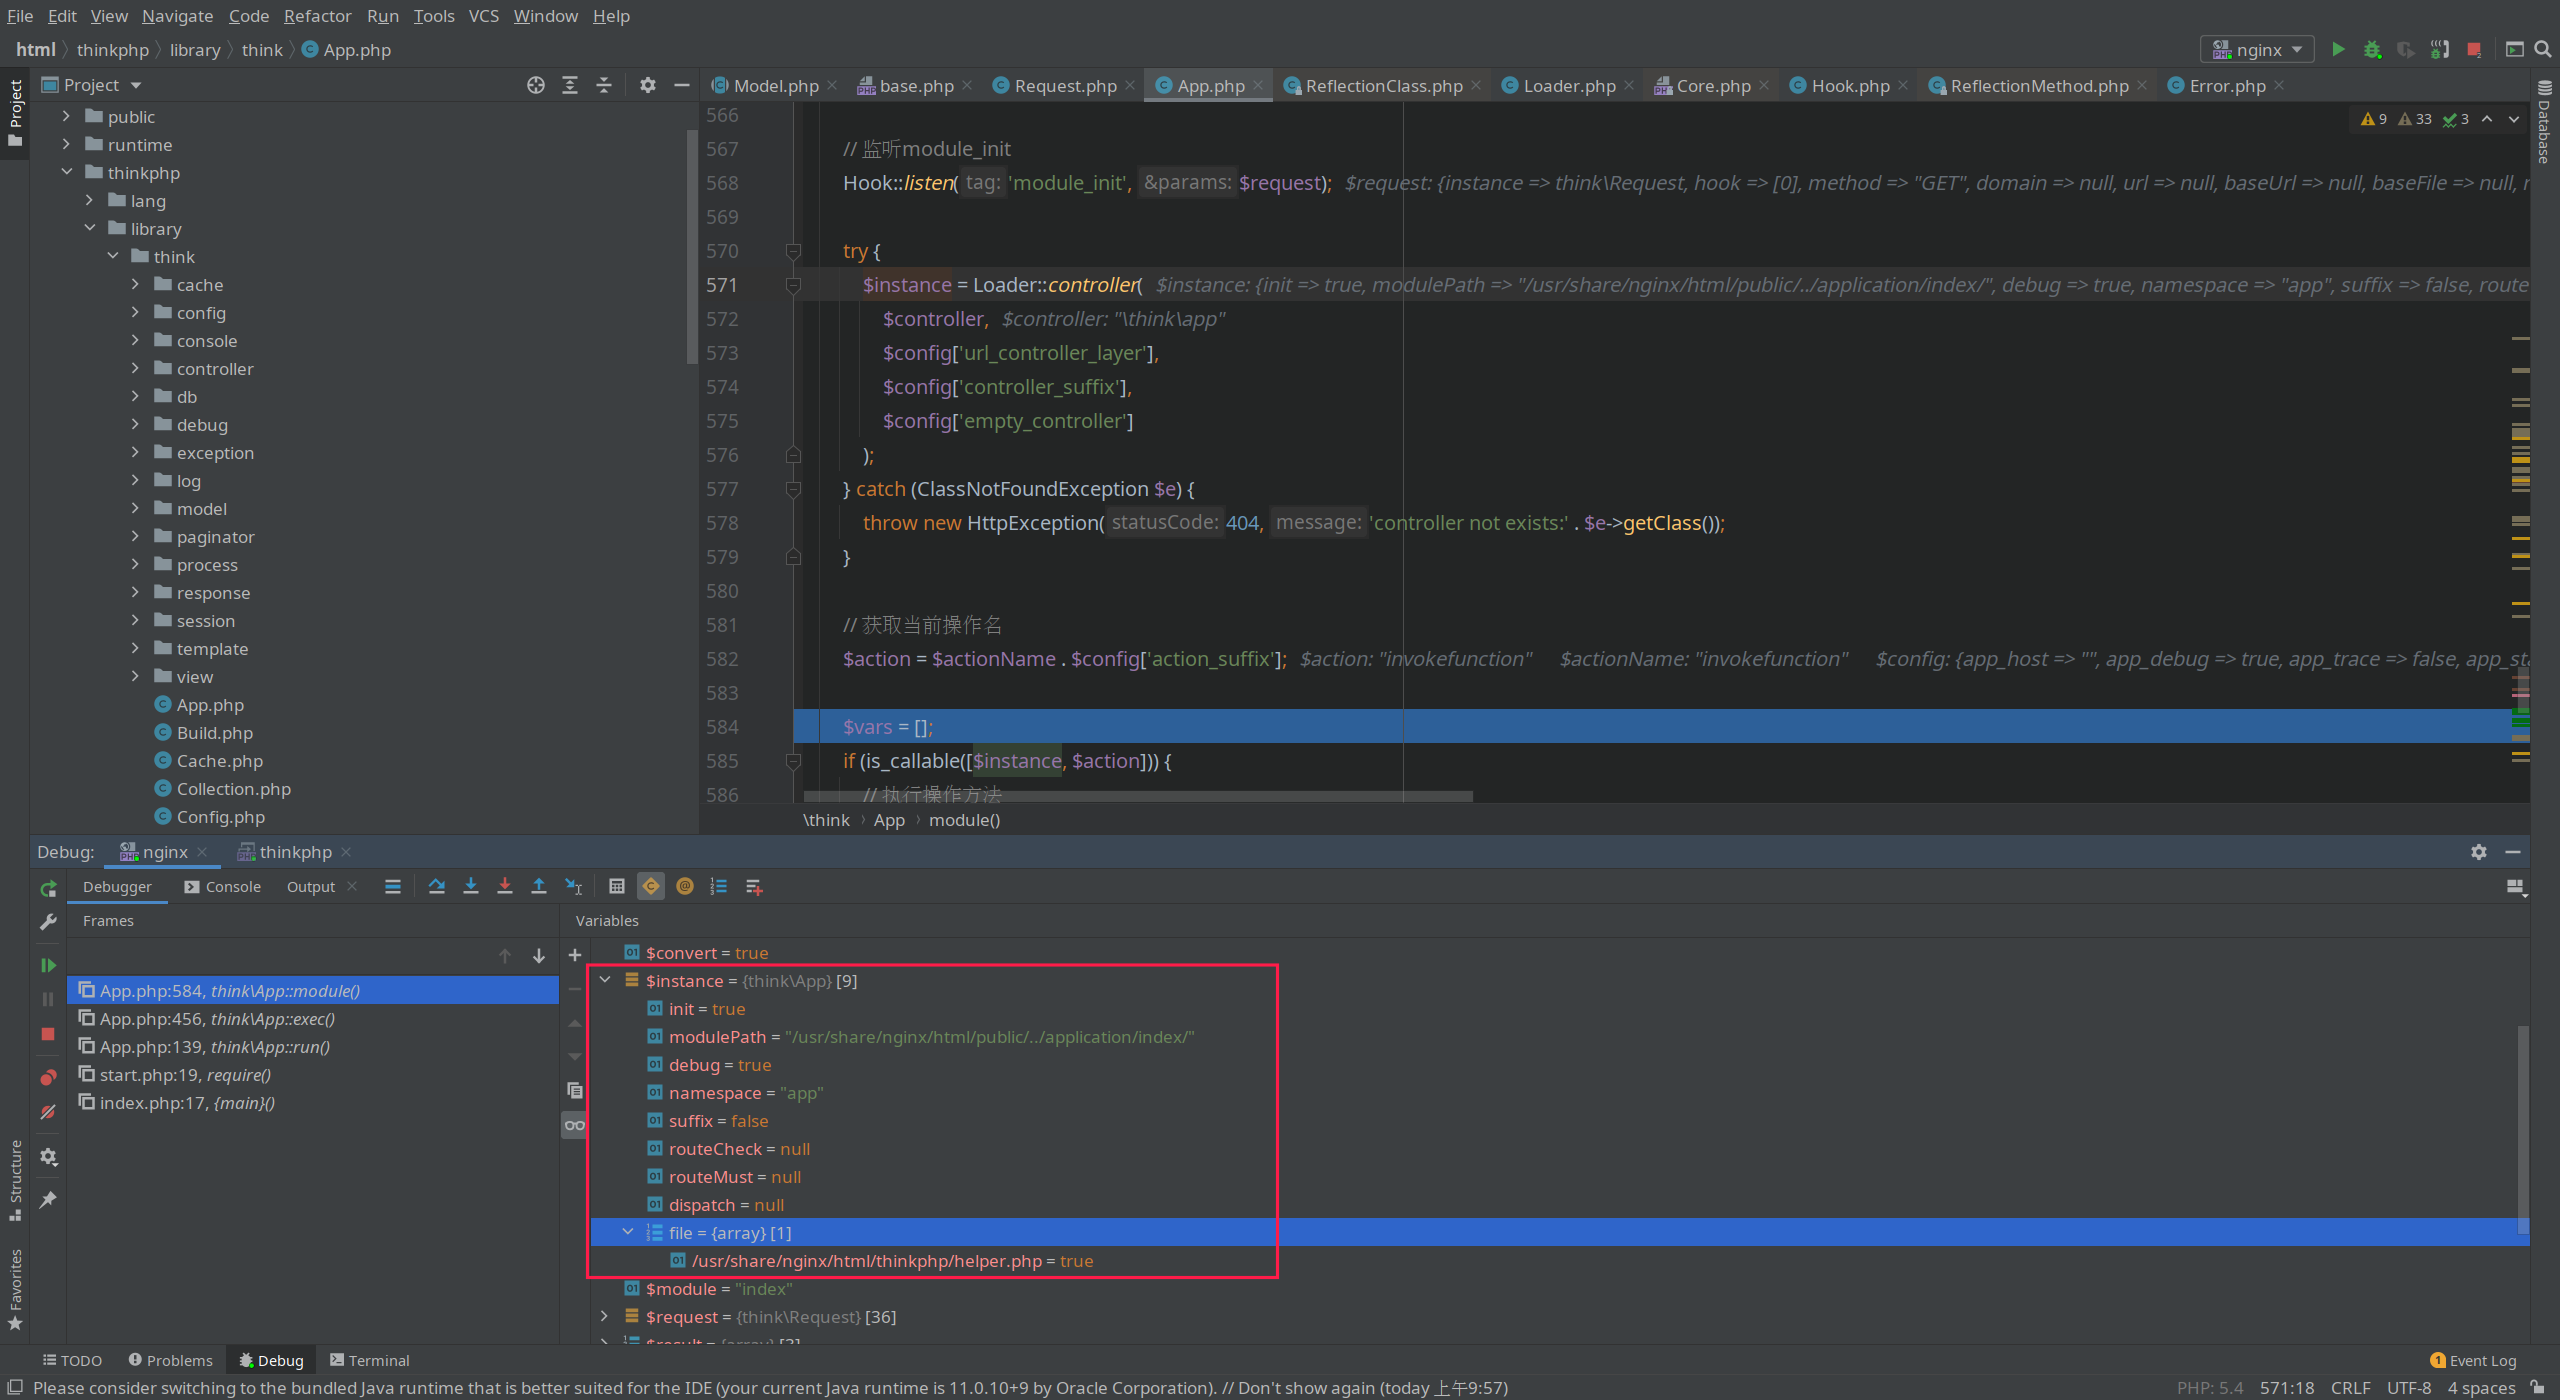 File Edit View Navigate Code Refactor Run Tools VCS Window Help
html thinkphp library think App.php
nginx
Project
Model.php base.php Request.php App.php ReflectionClass.php Loader.php Core.php Hook.php ReflectionMethod.php Error.php
Project
Database
public
runtime
thinkphp
lang
library
think
cache
config
console
controller
db
debug
exception
log
model
paginator
process
response
session
template
view
App.php
Build.php
Cache.php
Collection.php
Config.php
9 33 3
566
567 // 监听module_init
568 Hook::listen( tag: 'module_init', &params: $request); $request: {instance => think\Request, hook => [0], method => "GET", domain => null, url => null, baseUrl => null, baseFile => null, r
569
570 try {
571 $instance = Loader::controller( $instance: {init => true, modulePath => "/usr/share/nginx/html/public/../application/index/", debug => true, namespace => "app", suffix => false, route
572 $controller, $controller: "\think\app"
573 $config['url_controller_layer'],
574 $config['controller_suffix'],
575 $config['empty_controller']
576 );
577 } catch (ClassNotFoundException $e) {
578 throw new HttpException( statusCode: 404, message: 'controller not exists:' . $e->getClass());
579 }
580
581 // 获取当前操作名
582 $action = $actionName . $config['action_suffix']; $action: "invokefunction" $actionName: "invokefunction" $config: {app_host => "", app_debug => true, app_trace => false, app_st
583
584 $vars = [];
585 if (is_callable([$instance, $action])) {
586 // 执行操作方法
\think App module()
Debug: nginx thinkphp
Debugger Console Output
Frames
Variables
App.php:584, think\App::module()
App.php:456, think\App::exec()
App.php:139, think\App::run()
start.php:19, require()
index.php:17, {main}()
$convert = true
$instance = {think\App} [9]
init = true
modulePath = "/usr/share/nginx/html/public/../application/index/"
debug = true
namespace = "app"
suffix = false
routeCheck = null
routeMust = null
dispatch = null
file = {array} [1]
/usr/share/nginx/html/thinkphp/helper.php = true
$module = "index"
$request = {think\Request} [36]
$result = {array} [3]
Structure
Favorites
TODO Problems Debug Terminal
1 Event Log
Please consider switching to the bundled Java runtime that is better suited for the IDE (your current Java runtime is 11.0.10+9 by Oracle Corporation). // Don't show again (today 上午9:57)
PHP: 5.4 571:18 CRLF UTF-8 4 spaces